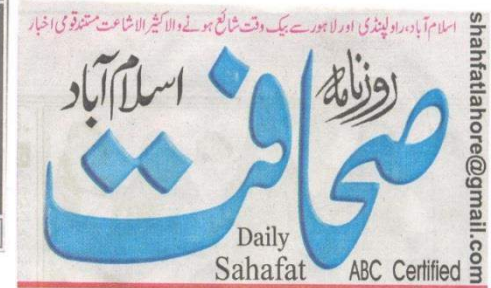 اسلام آباد، راولپنڈی اور لاہور سے بیک وقت شائع ہونے والا کثیر الاشاعت مستند قومی اخبار
روزنامہ
صحافت
اسلام آباد
Daily
Sahafat
ABC Certified
shahfatlahore@gmail.com